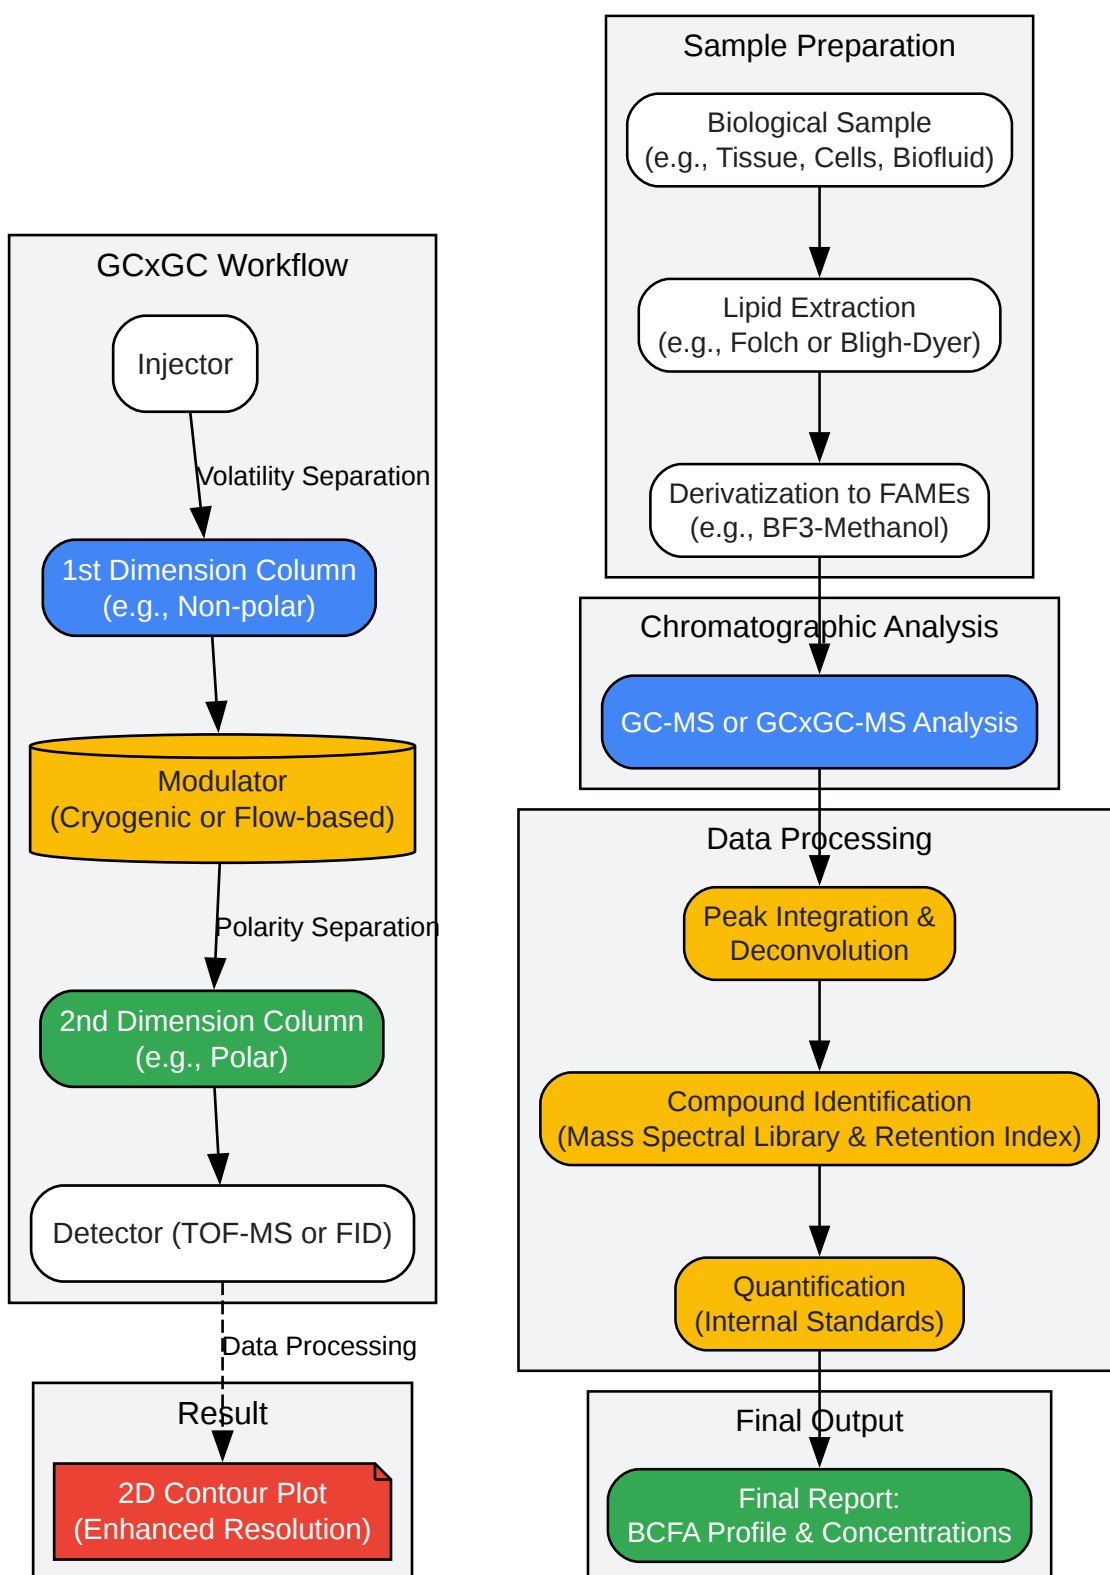 GCxGC Workflow
Injector
Volatility Separation
1st Dimension Column
(e.g., Non-polar)
Modulator
(Cryogenic or Flow-based)
Polarity Separation
2nd Dimension Column
(e.g., Polar)
Detector (TOF-MS or FID)
Data Processing
Result
2D Contour Plot
(Enhanced Resolution)
Sample Preparation
Biological Sample
(e.g., Tissue, Cells, Biofluid)
Lipid Extraction
(e.g., Folch or Bligh-Dyer)
Derivatization to FAMEs
(e.g., BF3-Methanol)
Chromatographic Analysis
GC-MS or GCxGC-MS Analysis
Data Processing
Peak Integration &
Deconvolution
Compound Identification
(Mass Spectral Library & Retention Index)
Quantification
(Internal Standards)
Final Output
Final Report:
BCFA Profile & Concentrations